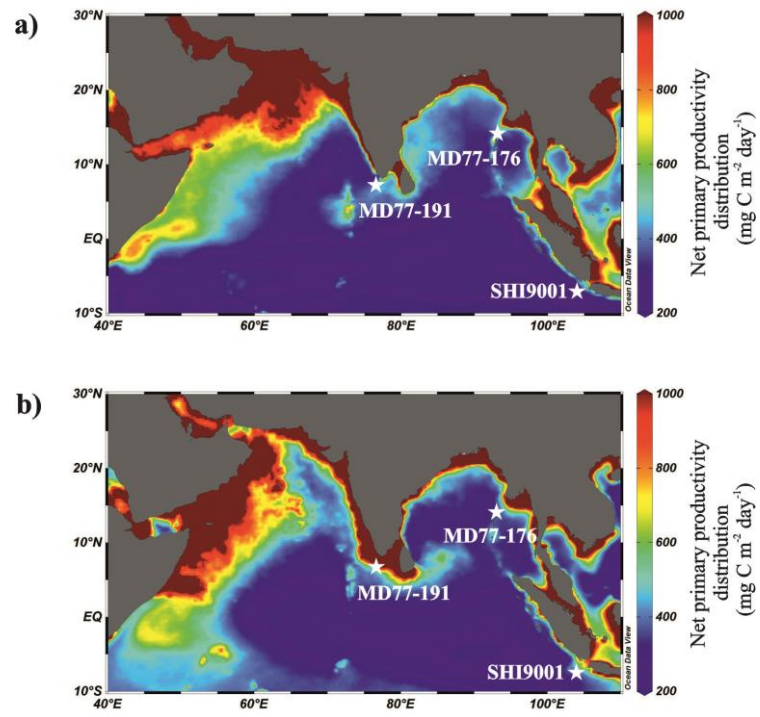 a)
30°N
20°N
10°N
EQ
10°S
40°E
60°E
80°E
100°E
MD77-176
MD77-191
SHI9001
Ocean Data View
1000
800
600
400
200
Net primary productivity
distribution
(mg C m⁻² day⁻¹)
b)
30°N
20°N
10°N
EQ
10°S
40°E
60°E
80°E
100°E
MD77-176
MD77-191
SHI9001
Ocean Data View
1000
800
600
400
200
Net primary productivity
distribution
(mg C m⁻² day⁻¹)